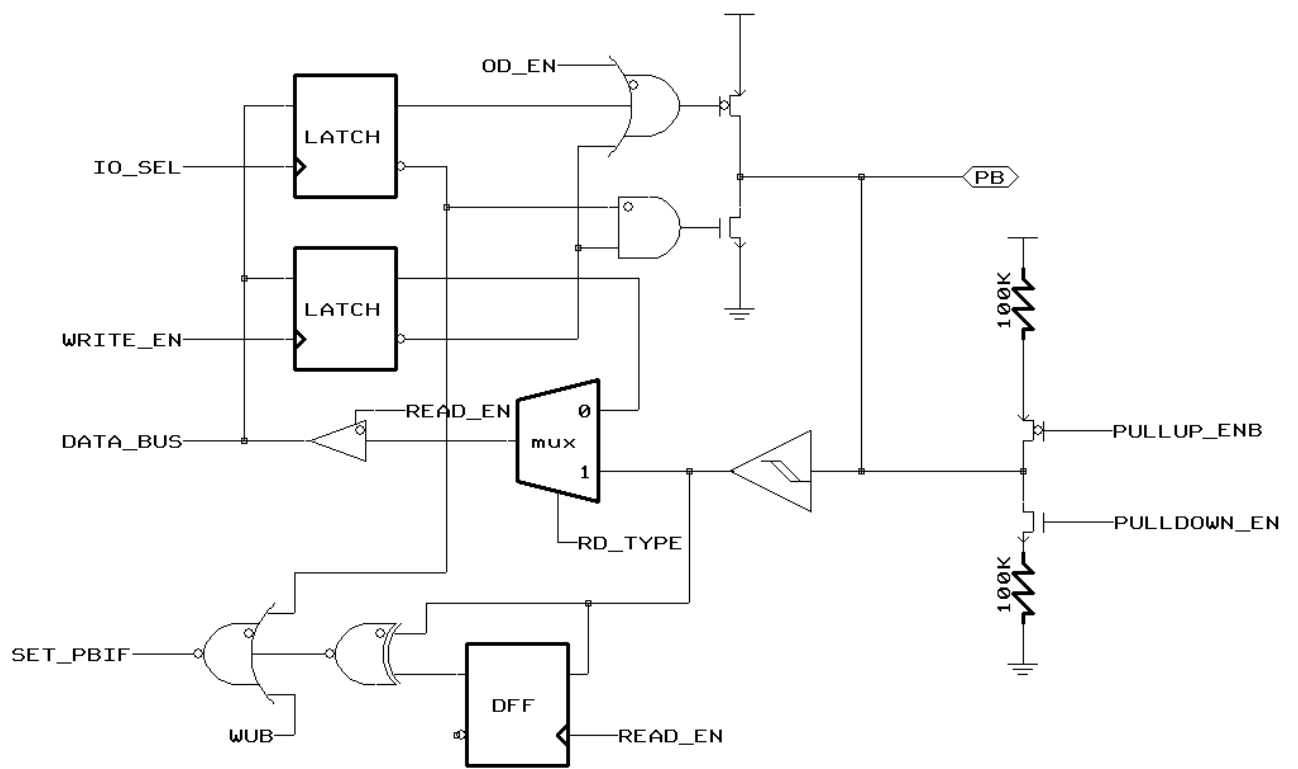 OD_EN
LATCH
IO_SEL
PB
LATCH
100K
WRITE_EN
READ_EN
0
PULLUP_ENB
DATA_BUS
mux
1
PULLDOWN_EN
RD_TYPE
100K
SET_PBIF
DFF
WUB
READ_EN